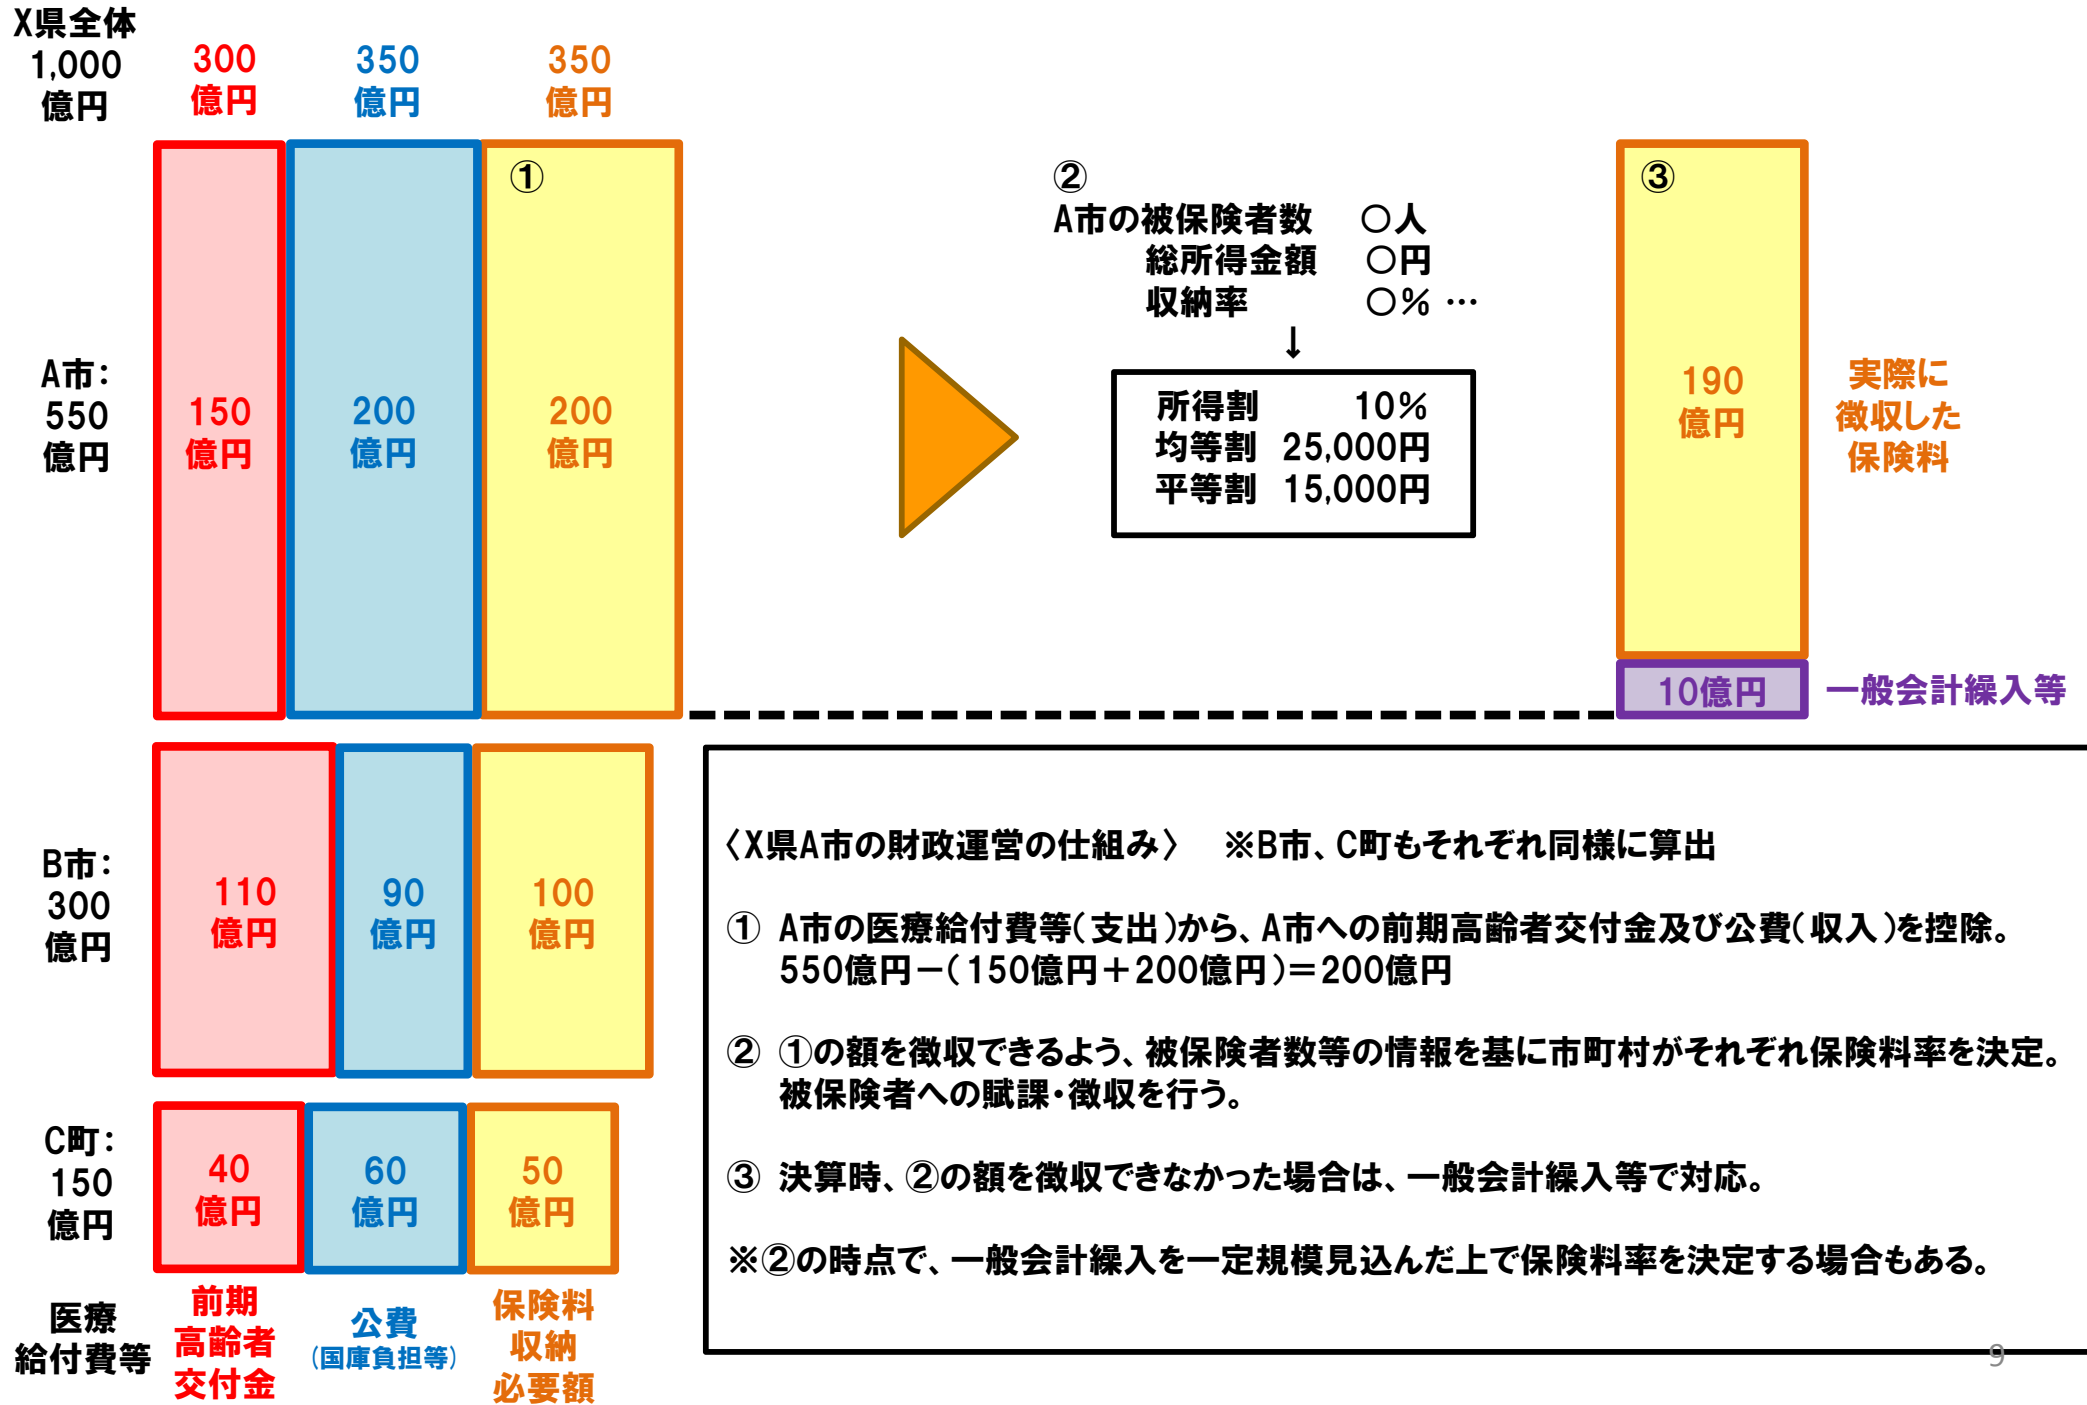 X県全体
1,000
億円
300
億円
350
億円
350
億円
A市：
550
億円
150
億円
200
億円
①
200
億円
②
A市の被保険者数　○人
総所得金額　○円
収納率　○％ …
↓
所得割　10％
均等割　25,000円
平等割　15,000円
③
190
億円
実際に
徴収した
保険料
10億円
一般会計繰入等
B市：
300
億円
110
億円
90
億円
100
億円
C町：
150
億円
40
億円
60
億円
50
億円
医療
給付費等
前期
高齢者
交付金
公費
（国庫負担等）
保険料
収納
必要額
〈X県A市の財政運営の仕組み〉　※B市、C町もそれぞれ同様に算出
①　A市の医療給付費等（支出）から、A市への前期高齢者交付金及び公費（収入）を控除。
550億円－（150億円＋200億円）＝200億円
②　①の額を徴収できるよう、被保険者数等の情報を基に市町村がそれぞれ保険料率を決定。
被保険者への賦課・徴収を行う。
③　決算時、②の額を徴収できなかった場合は、一般会計繰入等で対応。
※②の時点で、一般会計繰入を一定規模見込んだ上で保険料率を決定する場合もある。
9